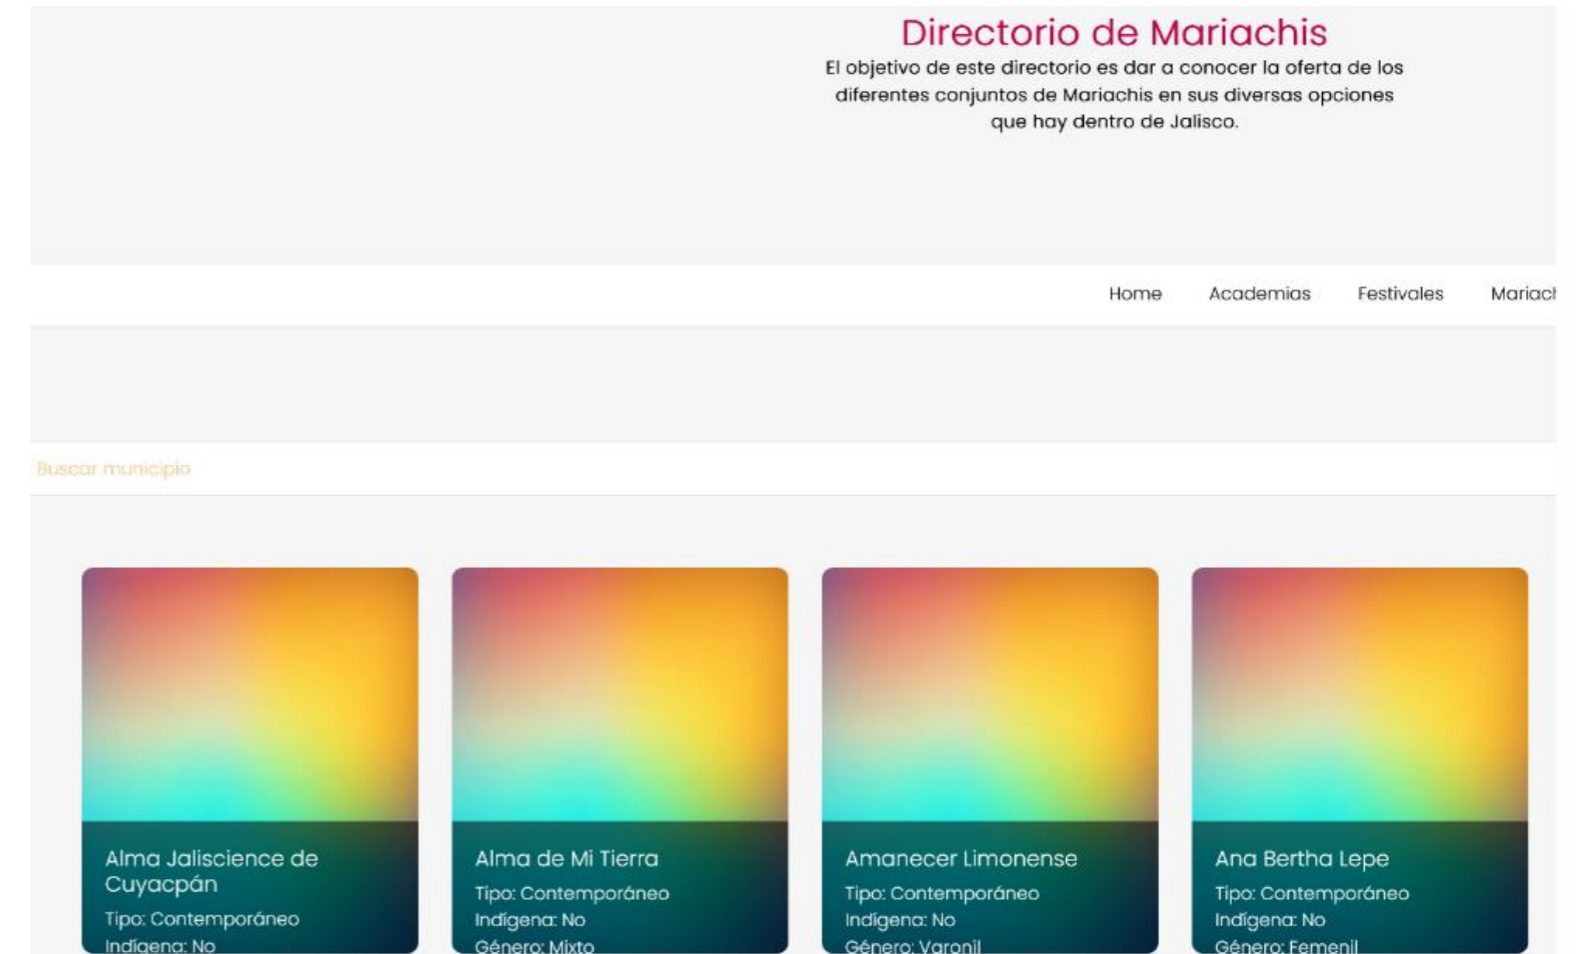 Directorio de Mariachis
El objetivo de este directorio es dar a conocer la oferta de los
diferentes conjuntos de Mariachis en sus diversas opciones
que hay dentro de Jalisco.
Home Academias Festivales Mariach
Buscar municipio
Alma Jaliscience de
Cuyacpán
Tipo: Contemporáneo
Indígena: No
Alma de Mi Tierra
Tipo: Contemporáneo
Indígena: No
Género: Mixto
Amanecer Limonense
Tipo: Contemporáneo
Indígena: No
Género: Varonil
Ana Bertha Lepe
Tipo: Contemporáneo
Indígena: No
Género: Femenil